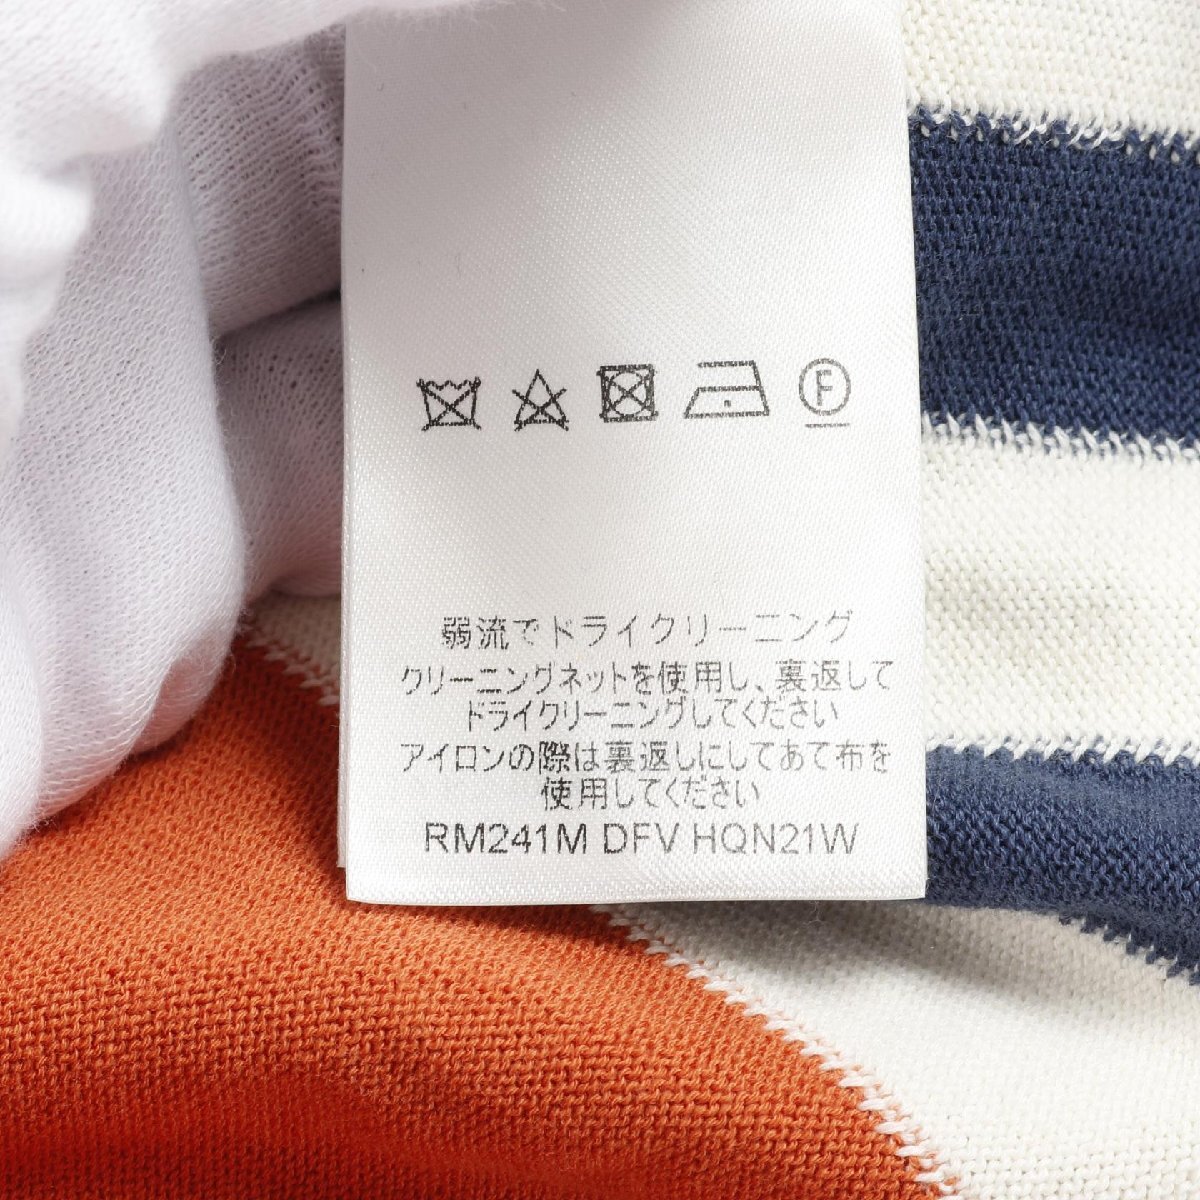 F
弱流でドライクリーニング
クリーニングネットを使用し、裏返して
ドライクリーニングしてください
アイロンの際は裏返しにしてあて布を
使用してください
RM241M DFV HQN21W